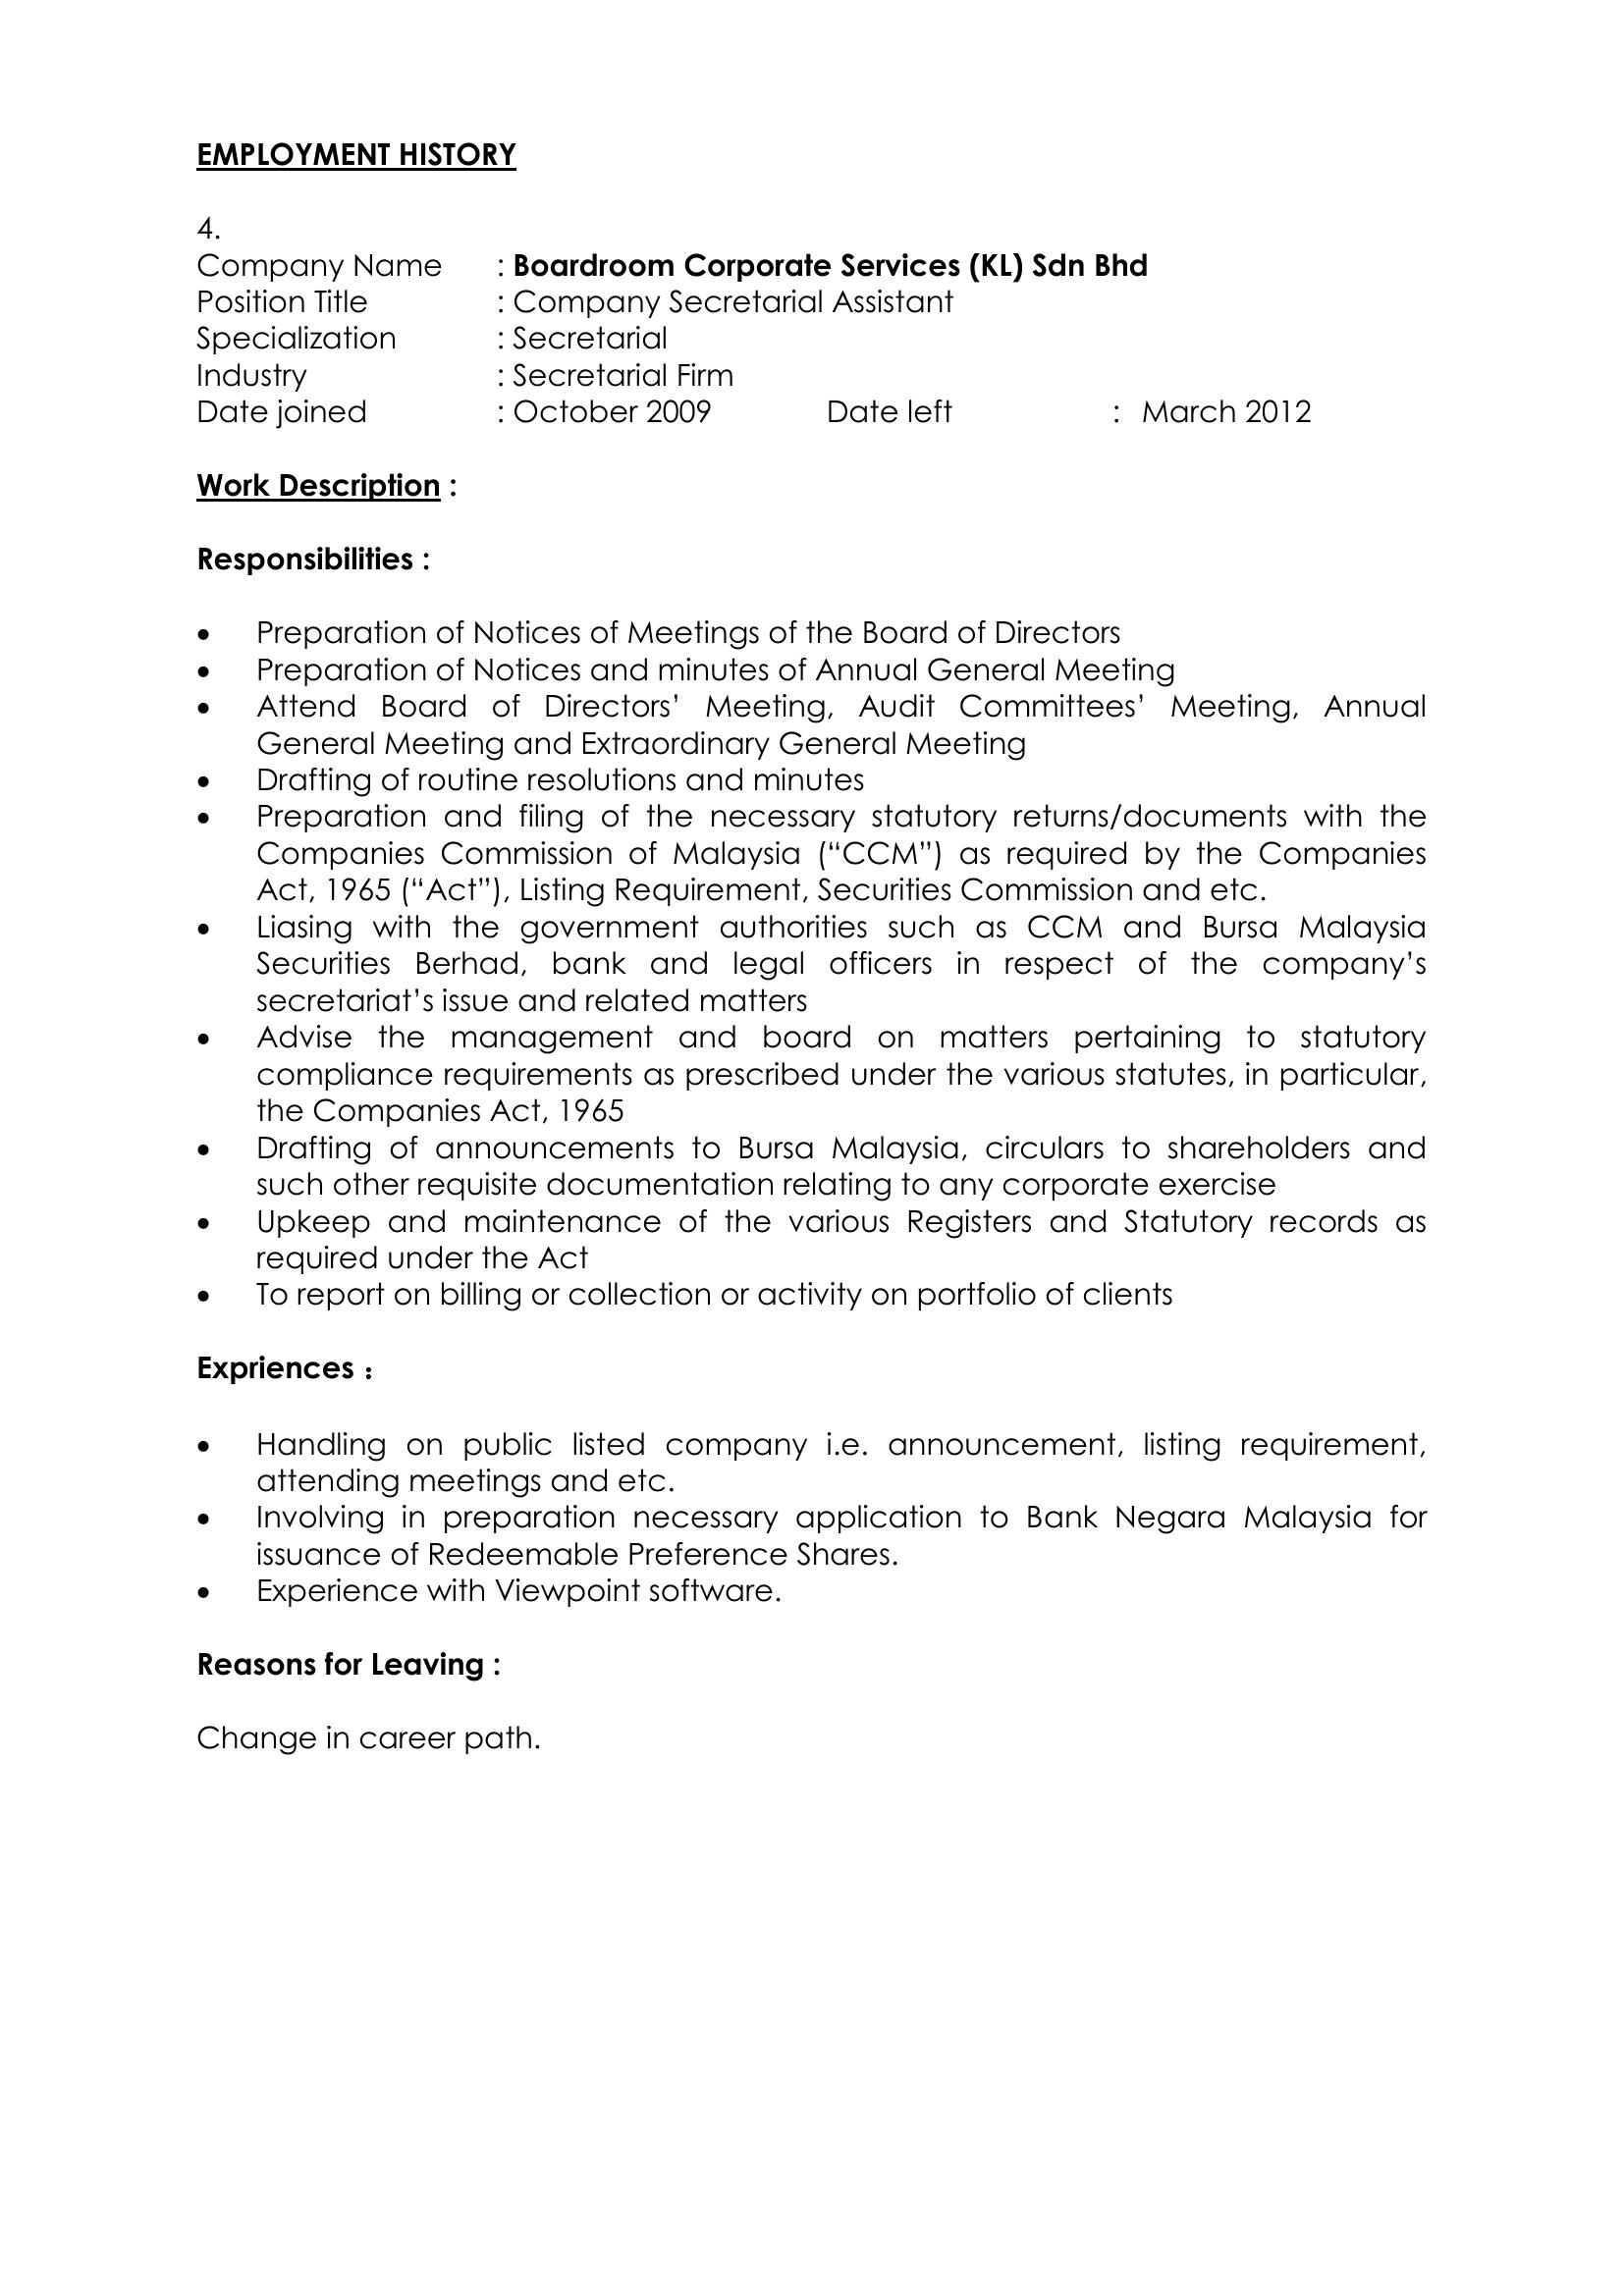 EMPLOYMENT HISTORY
4.
Company Name : Boardroom Corporate Services (KL) Sdn Bhd
Position Title : Company Secretarial Assistant
Specialization : Secretarial
Industry : Secretarial Firm
Date joined : October 2009 Date left : March 2012
Work Description :
Responsibilities :
• Preparation of Notices of Meetings of the Board of Directors
• Preparation of Notices and minutes of Annual General Meeting
• Attend Board of Directors’ Meeting, Audit Committees’ Meeting, Annual
General Meeting and Extraordinary General Meeting
• Drafting of routine resolutions and minutes
• Preparation and filing of the necessary statutory returns/documents with the
Companies Commission of Malaysia (“CCM”) as required by the Companies
Act, 1965 (“Act”), Listing Requirement, Securities Commission and etc.
• Liasing with the government authorities such as CCM and Bursa Malaysia
Securities Berhad, bank and legal officers in respect of the company’s
secretariat’s issue and related matters
• Advise the management and board on matters pertaining to statutory
compliance requirements as prescribed under the various statutes, in particular,
the Companies Act, 1965
• Drafting of announcements to Bursa Malaysia, circulars to shareholders and
such other requisite documentation relating to any corporate exercise
• Upkeep and maintenance of the various Registers and Statutory records as
required under the Act
• To report on billing or collection or activity on portfolio of clients
Expriences：
• Handling on public listed company i.e. announcement, listing requirement,
attending meetings and etc.
• Involving in preparation necessary application to Bank Negara Malaysia for
issuance of Redeemable Preference Shares.
• Experience with Viewpoint software.
Reasons for Leaving :
Change in career path.